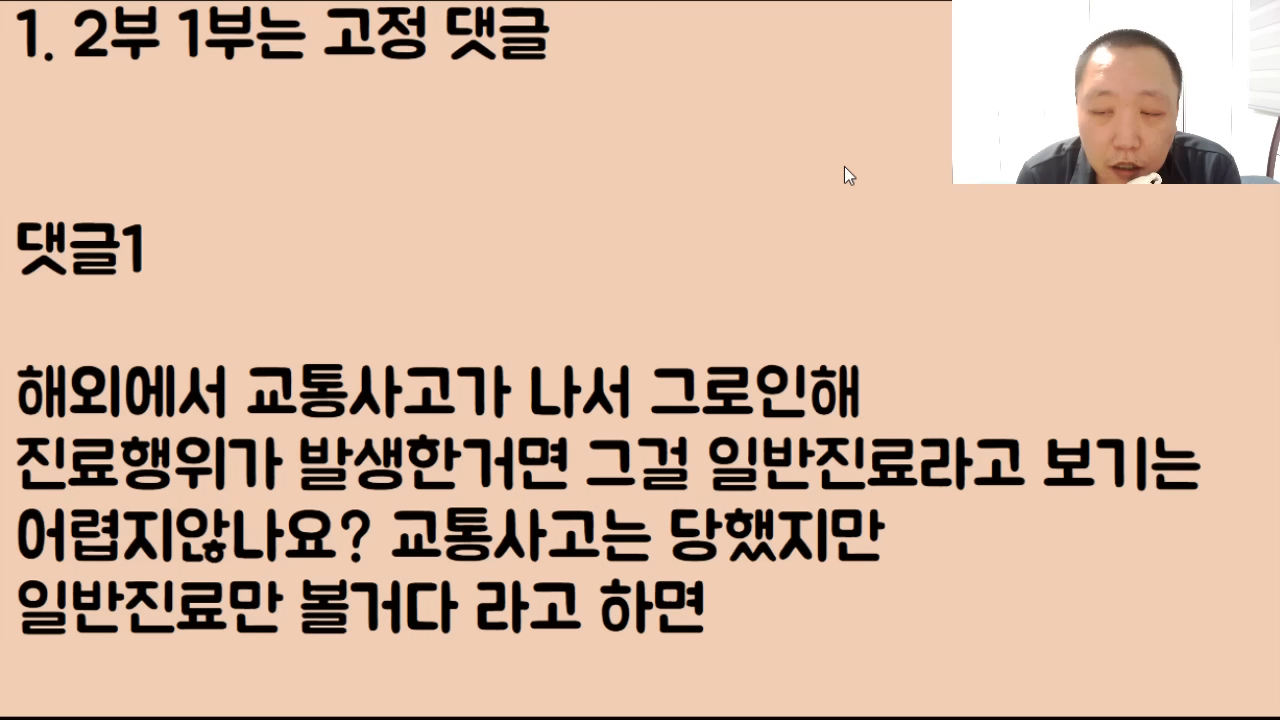 1. 2부 1부는 고정 댓글
댓글1
해외에서 교통사고가 나서 그로인해
진료행위가 발생한거면 그걸 일반진료라고 보기는
어렵지않나요? 교통사고는 당했지만
일반진료만 볼거다 라고 하면